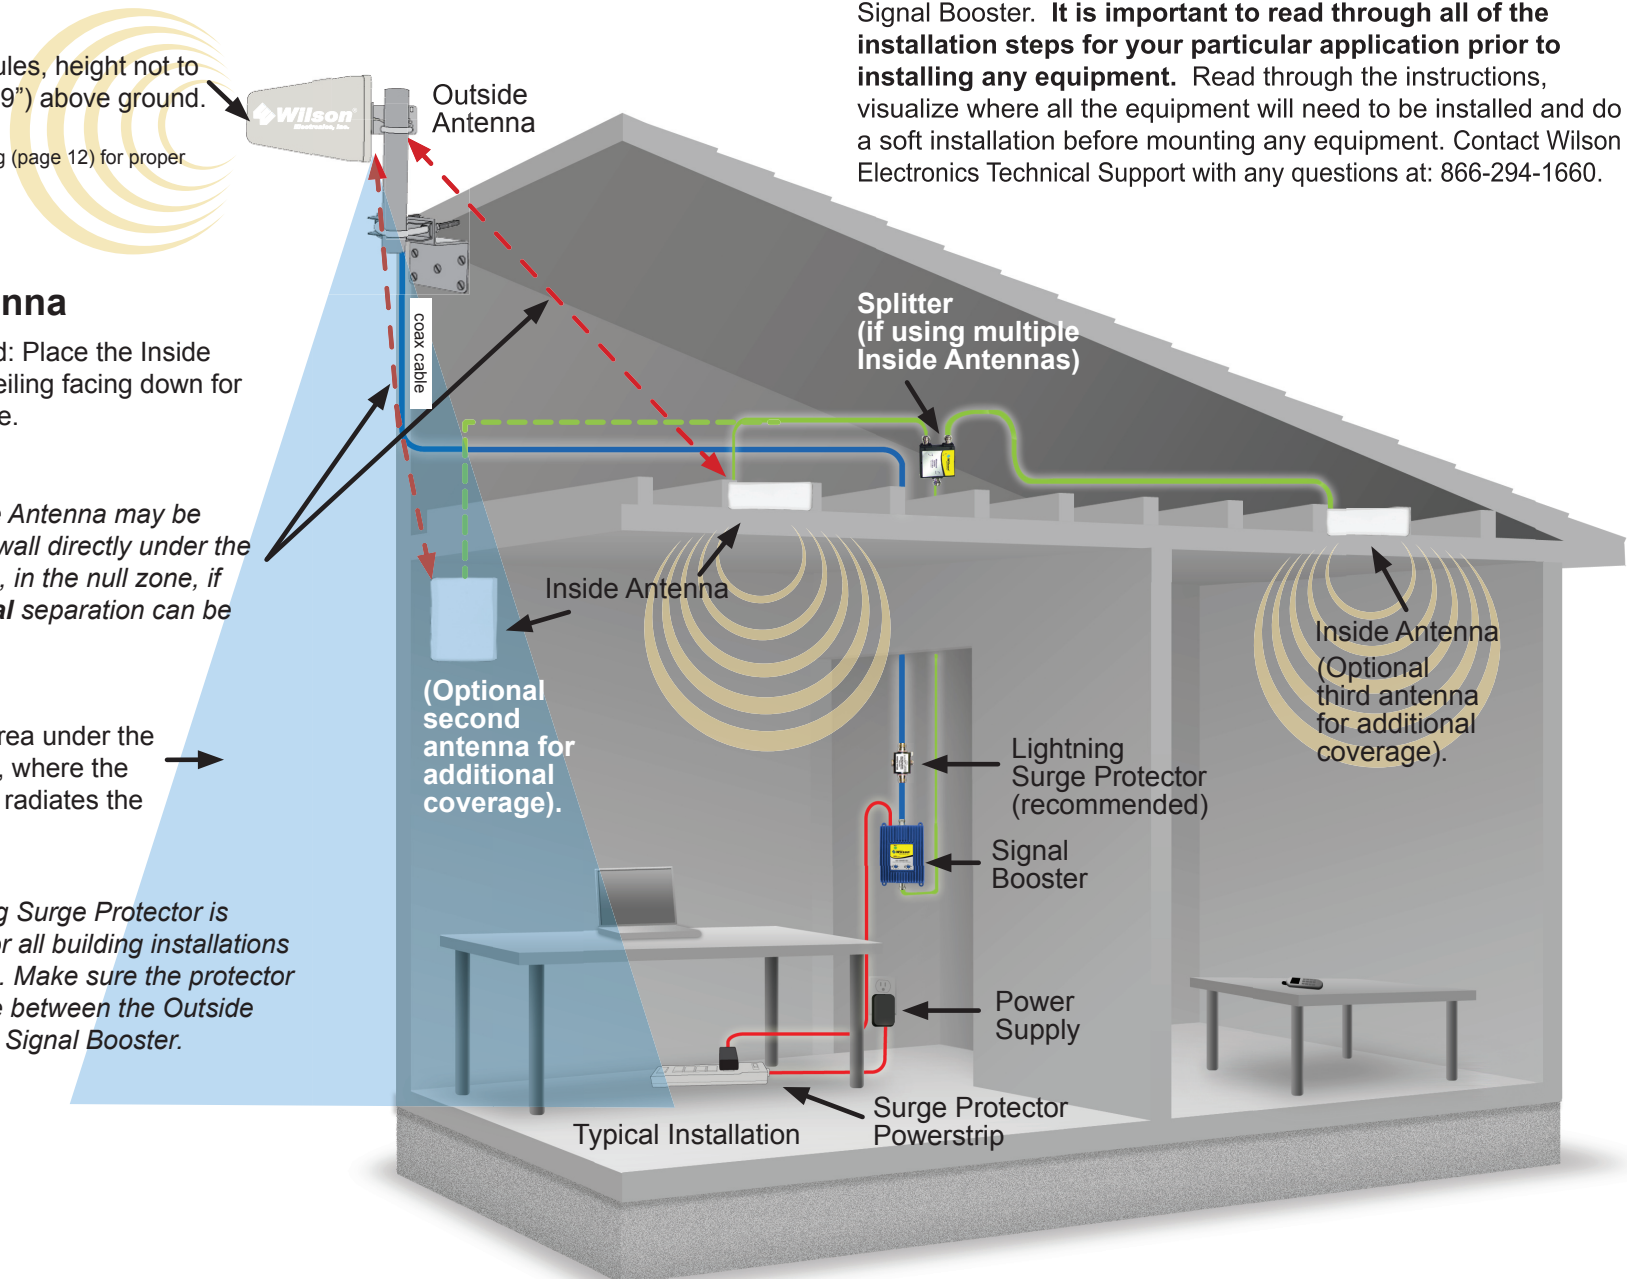 ules, height not to
9”) above ground.
g (page 12) for proper
Wilson
Electronics, Inc.
Outside
Antenna
Signal Booster. It is important to read through all of the
installation steps for your particular application prior to
installing any equipment. Read through the instructions,
visualize where all the equipment will need to be installed and do
a soft installation before mounting any equipment. Contact Wilson
Electronics Technical Support with any questions at: 866-294-1660.
nna
d: Place the Inside
eiling facing down for
e.
coax cable
Splitter
(if using multiple
Inside Antennas)
e Antenna may be
wall directly under the
, in the null zone, if
al separation can be
Inside Antenna
(Optional
second
antenna for
additional
coverage).
Inside Antenna
(Optional
third antenna
for additional
coverage).
rea under the
, where the
radiates the
Lightning
Surge Protector
(recommended)
Signal
Booster
g Surge Protector is
or all building installations
. Make sure the protector
e between the Outside
Signal Booster.
Power
Supply
Surge Protector
Powerstrip
Typical Installation